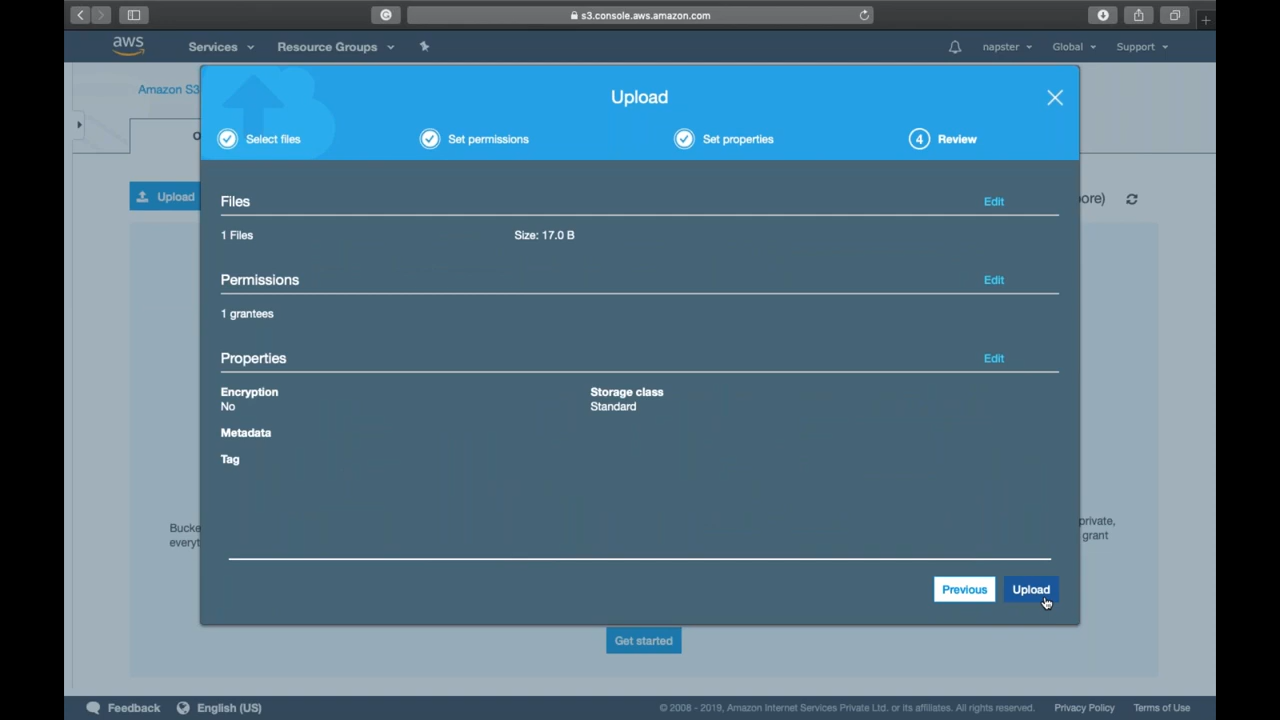 s3.console.aws.amazon.com
aws Services Resource Groups napster Global Support
Amazon S3
Upload
Select files Set permissions Set properties 4 Review
Upload
Files Edit
1 Files Size: 17.0 B
Permissions Edit
1 grantees
Properties Edit
Encryption Storage class
No Standard
Metadata
Tag
private,
grant
Previous Upload
Get started
Feedback English (US) © 2008 - 2019, Amazon Internet Services Private Ltd. or its affiliates. All rights reserved. Privacy Policy Terms of Use